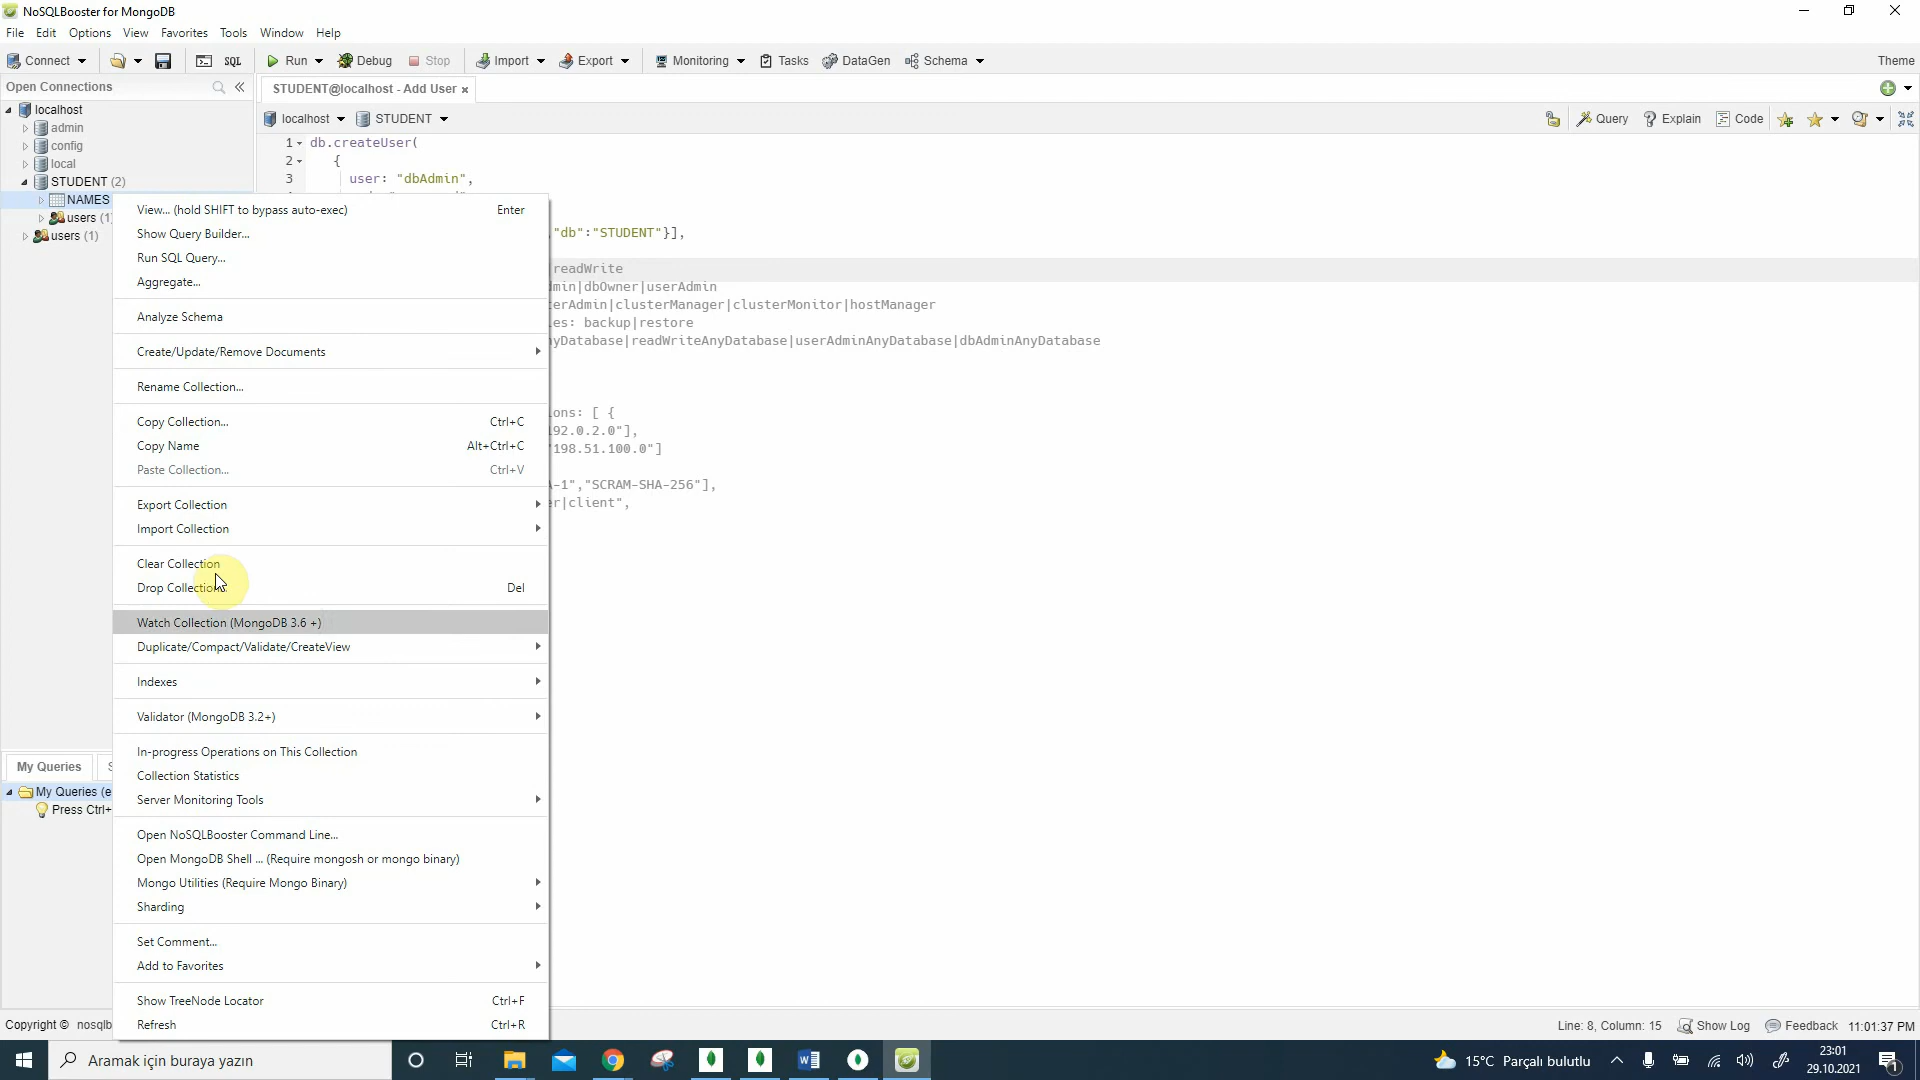 NoSQLBooster for MongoDB
File Edit Options View Favorites Tools Window Help
Connect SQL Run Debug Stop Import Export Monitoring Tasks DataGen Schema Theme
Open Connections
STUDENT@localhost - Add User
localhost STUDENT Query Explain Code
localhost
admin
config
local
STUDENT (2)
NAMES
users (1)
users (1)
1 db.createUser(
2 {
3 user: "dbAdmin",
"db":"STUDENT"}],
readWrite
|dbOwner|userAdmin
|clusterManager|clusterMonitor|hostManager
: backup|restore
|readWriteAnyDatabase|userAdminAnyDatabase|dbAdminAnyDatabase
: [ {
92.0.2.0"],
"198.51.100.0"]
-1","SCRAM-SHA-256"],
|client",
View... (hold SHIFT to bypass auto-exec) Enter
Show Query Builder...
Run SQL Query...
Aggregate...
Analyze Schema
Create/Update/Remove Documents
Rename Collection...
Copy Collection... Ctrl+C
Copy Name Alt+Ctrl+C
Paste Collection... Ctrl+V
Export Collection
Import Collection
Clear Collection
Drop Collection... Del
Watch Collection (MongoDB 3.6 +)
Duplicate/Compact/Validate/CreateView
Indexes
Validator (MongoDB 3.2+)
In-progress Operations on This Collection
Collection Statistics
Server Monitoring Tools
Open NoSQLBooster Command Line...
Open MongoDB Shell ... (Require mongosh or mongo binary)
Mongo Utilities (Require Mongo Binary)
Sharding
Set Comment...
Add to Favorites
Show TreeNode Locator Ctrl+F
Refresh Ctrl+R
My Queries
My Queries (e
Press Ctrl+
Copyright © nosqlb
Line: 8, Column: 15 Show Log Feedback 11:01:37 PM
Aramak için buraya yazın
15°C Parçalı bulutlu
23:01
29.10.2021
1